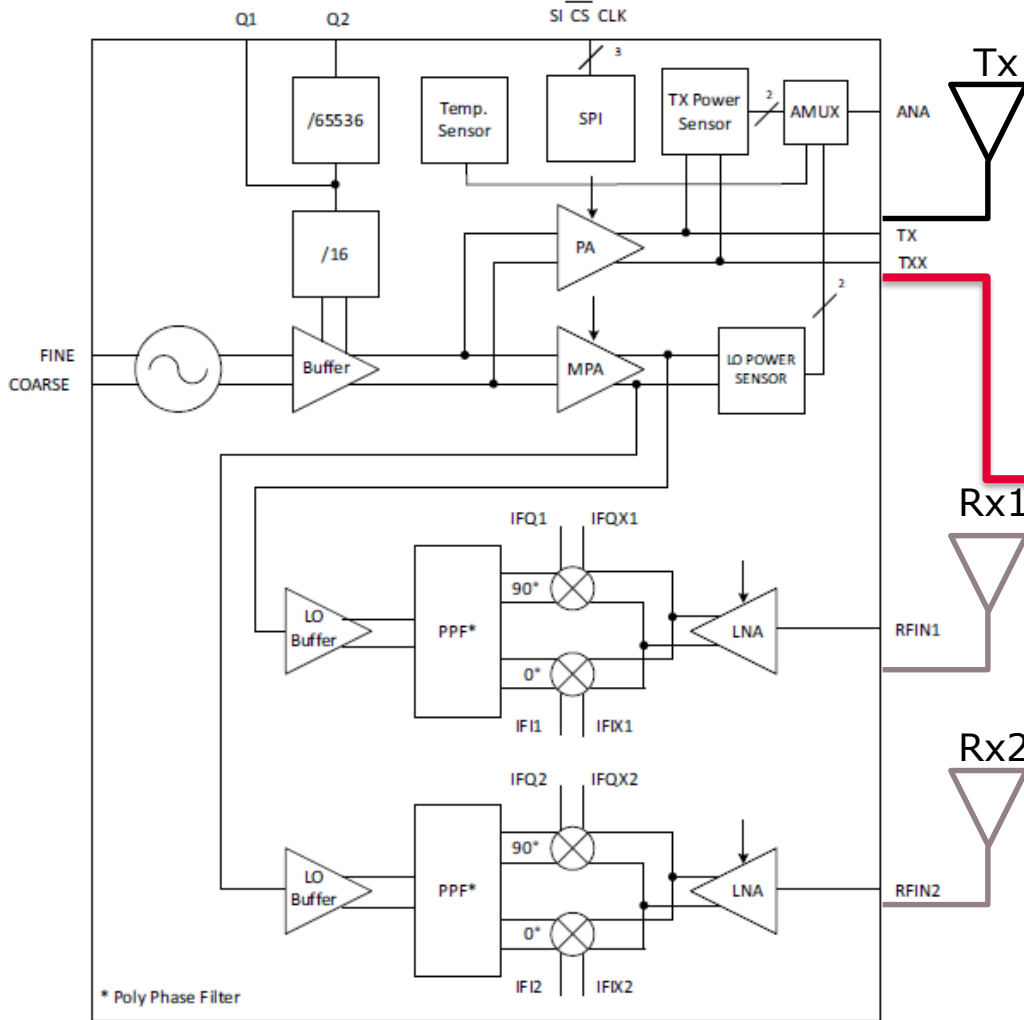 Q1 Q2 SI CS CLK
3
Tx
/65536
Temp.
Sensor
SPI
TX Power
Sensor
2
AMUX
ANA
/16
PA
TX
TXX
2
FINE
COARSE
Buffer
MPA
LO POWER
SENSOR
Rx1
IFQ1 IFQX1
90°
LO
Buffer
PPF*
LNA
RFIN1
0°
IFI1 IFIX1
Rx2
IFQ2 IFQX2
90°
LO
Buffer
PPF*
LNA
RFIN2
0°
IFI2 IFIX2
* Poly Phase Filter